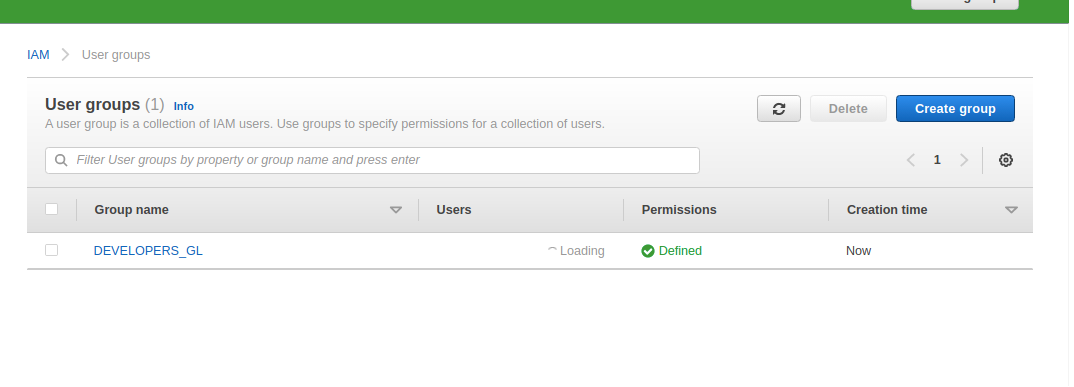 IAM User groups
User groups (1) Info
A user group is a collection of IAM users. Use groups to specify permissions for a collection of users.
Delete
Create group
Filter User groups by property or group name and press enter
1
Group name Users Permissions Creation time
DEVELOPERS_GL Loading Defined Now